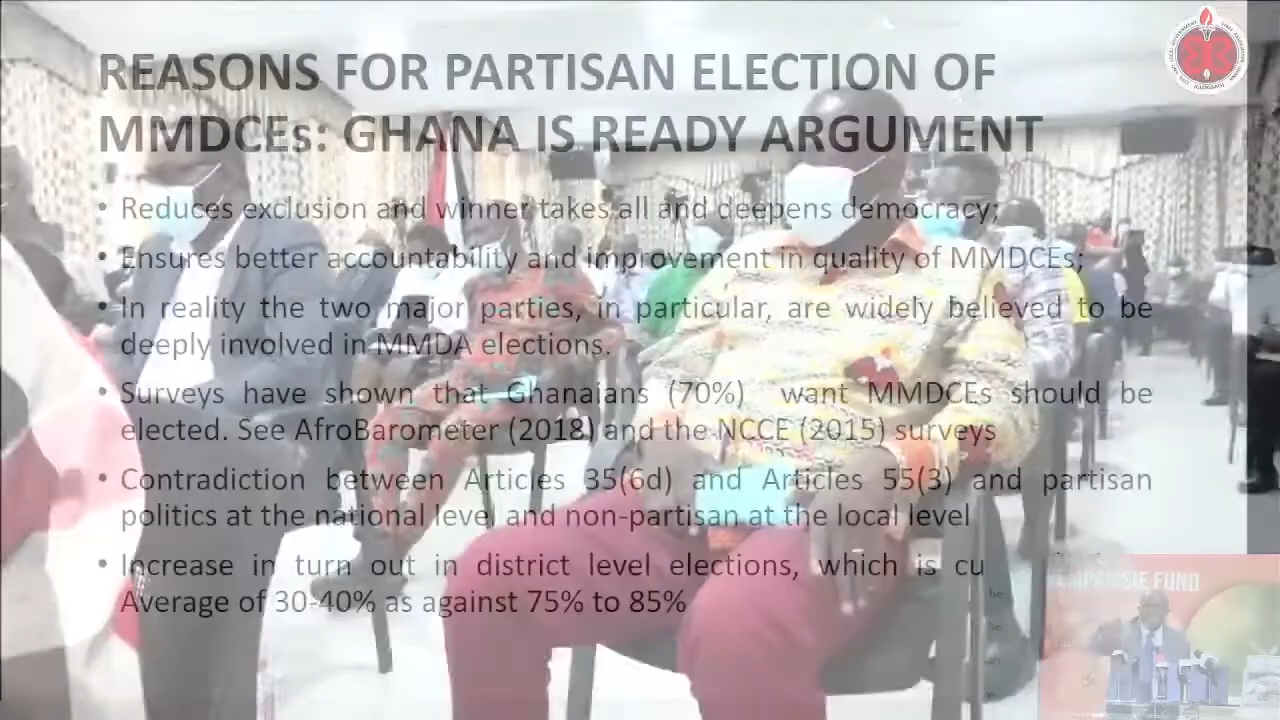 REASONS FOR PARTISAN ELECTION OF
MMDCEs: GHANA IS READY ARGUMENT
• Reduces exclusion and winner takes all and deepens democracy;
• Ensures better accountability and improvement in quality of MMDCEs;
• In reality the two major parties, in particular, are widely believed to be
deeply involved in MMDA elections.
• Surveys have shown that Ghanaians (70%) want MMDCEs should be
elected. See AfroBarometer (2018) and the NCCE (2015) surveys
• Contradiction between Articles 35(6d) and Articles 55(3) and partisan
politics at the national level and non-partisan at the local level
• Increase in turn out in district level elections, which is cu
Average of 30-40% as against 75% to 85%
FUND